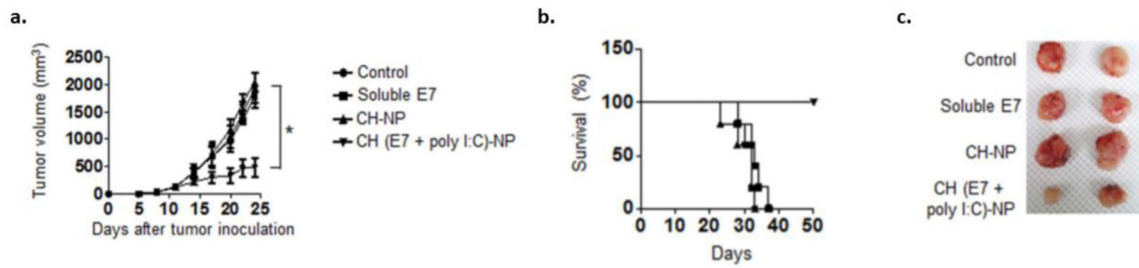 a.
Tumor volume (mm³)
2500
2000
1500
1000
500
0
0 5 10 15 20 25
Days after tumor inoculation
*
Control
Soluble E7
CH-NP
CH (E7 + poly I:C)-NP
b.
Survival (%)
150
100
50
0
0 10 20 30 40 50
Days
c.
Control
Soluble E7
CH-NP
CH (E7 +
poly I:C)-NP